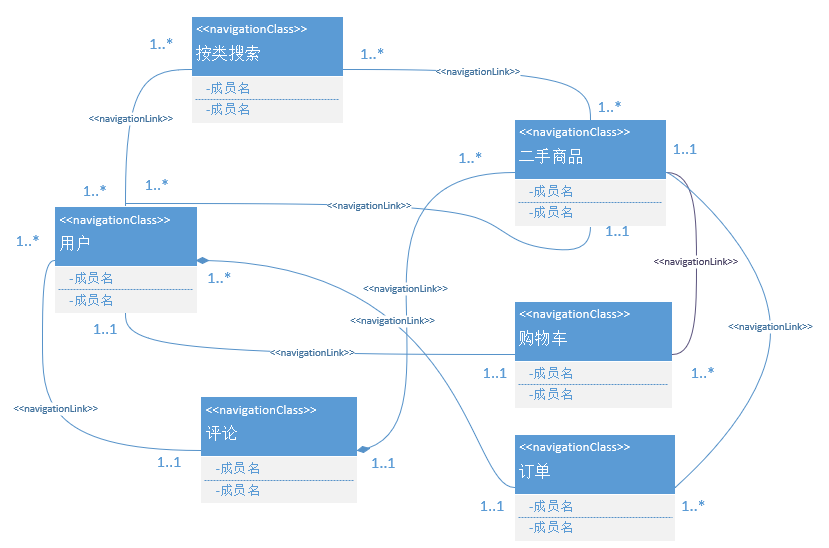 <<navigationClass>>
1..*
按类搜索
1..*
<<navigationLink>>
-成员名
-成员名
1..*
<<navigationLink>>
<<navigationClass>>
1..1
二手商品
1..*
1..*
1..*
-成员名
<<navigationLink>>
-成员名
<<navigationClass>>
1..1
1..*
用户
<<navigationLink>>
1..*
-成员名
<<navigationLink>>
-成员名
<<navigationClass>>
<<navigationLink>>
1..1
<<navigationLink>>
购物车
<<navigationLink>>
1..1
-成员名
1..*
-成员名
<<navigationLink>>
<<navigationClass>>
评论
<<navigationClass>>
1..1
1..1
订单
-成员名
-成员名
1..1
-成员名
1..*
-成员名